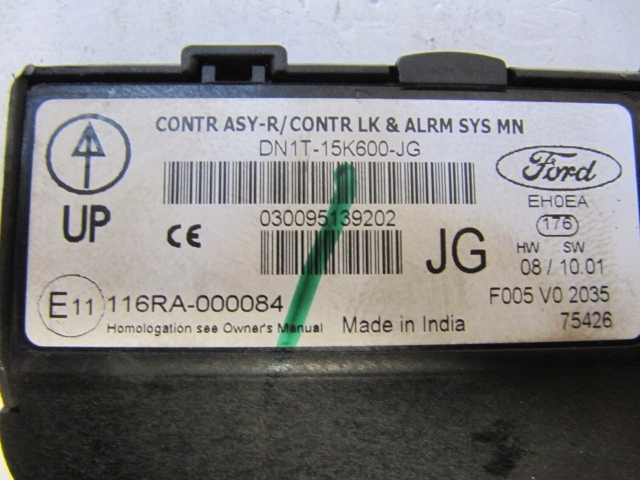 CONTR ASY-R/CONTR LK & ALRM SYS MN
DN1T-15K600-JG
Ford
EH0EA
176
UP
CE
030095139202
JG
HW SW
08 / 10.01
E11 116RA-000084
F005 V0 2035
Homologation see Owner's Manual
Made in India
75426